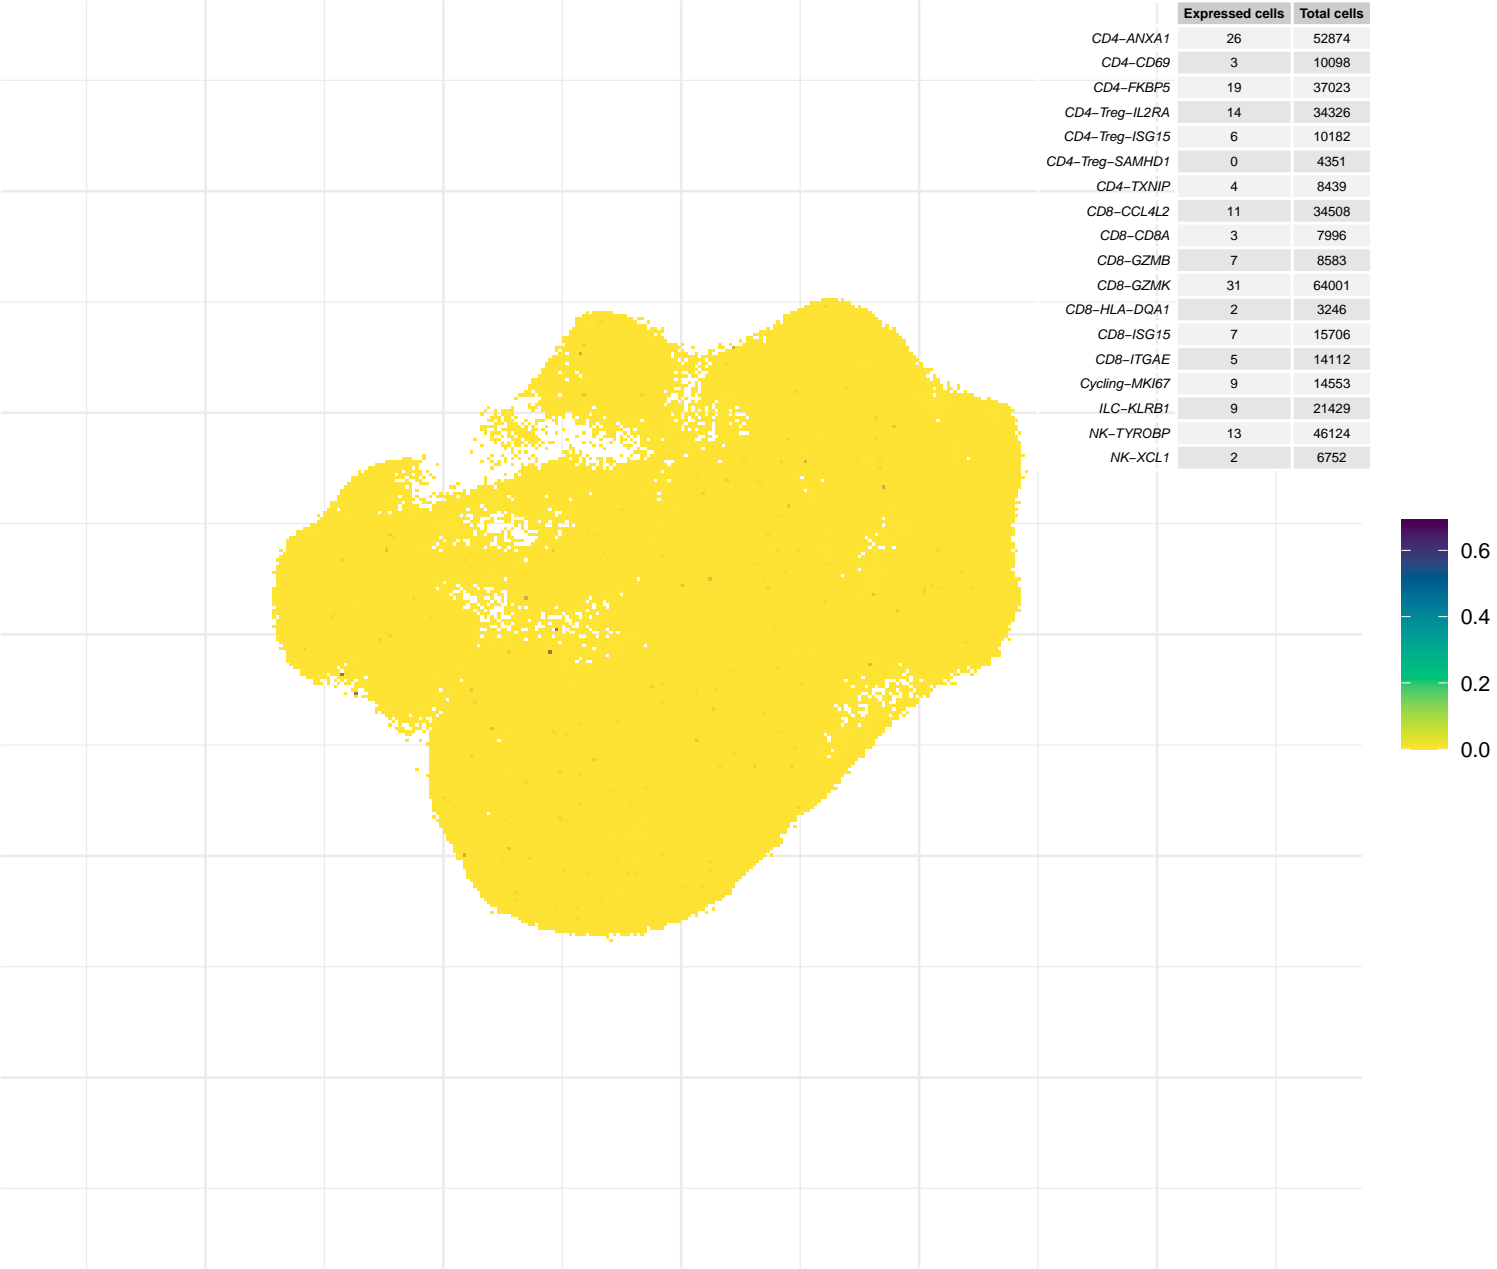 Expressed cells Total cells
CD4−ANXA1 26 52874
CD4−CD69 3 10098
CD4−FKBP5 19 37023
CD4−Treg−IL2RA 14 34326
CD4−Treg−ISG15 6 10182
CD4−Treg−SAMHD1 0 4351
CD4−TXNIP 4 8439
CD8−CCL4L2 11 34508
CD8−CD8A 3 7996
CD8−GZMB 7 8583
CD8−GZMK 31 64001
CD8−HLA−DQA1 2 3246
CD8−ISG15 7 15706
CD8−ITGAE 5 14112
Cycling−MKI67 9 14553
ILC−KLRB1 9 21429
NK−TYROBP 13 46124
NK−XCL1 2 6752
0.6
0.4
0.2
0.0